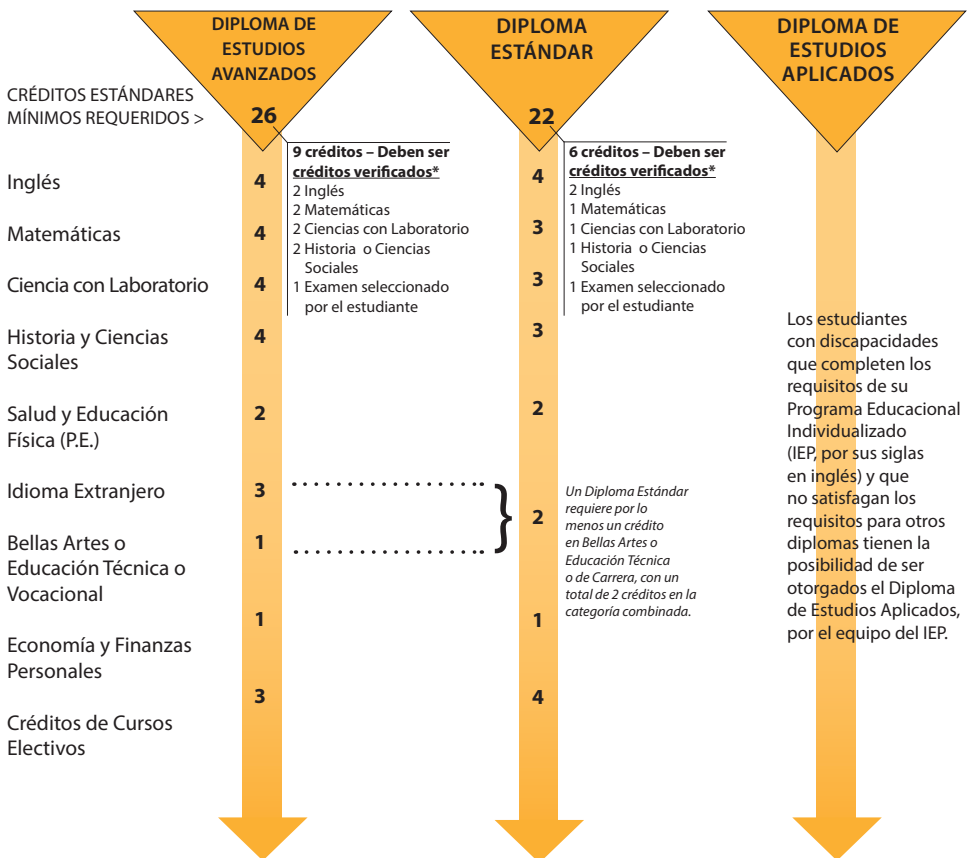 DIPLOMA DE
ESTUDIOS
AVANZADOS
DIPLOMA
ESTÁNDAR
DIPLOMA DE
ESTUDIOS
APLICADOS
CRÉDITOS ESTÁNDARES
MÍNIMOS REQUERIDOS >
26
22
9 créditos – Deben ser
créditos verificados*
2 Inglés
2 Matemáticas
2 Ciencias con Laboratorio
2 Historia o Ciencias
Sociales
1 Examen seleccionado
por el estudiante
6 créditos – Deben ser
créditos verificados*
2 Inglés
1 Matemáticas
1 Ciencias con Laboratorio
1 Historia o Ciencias
Sociales
1 Examen seleccionado
por el estudiante
Inglés
4
4
Matemáticas
4
3
Ciencia con Laboratorio
4
3
Historia y Ciencias
Sociales
4
3
Salud y Educación
Física (P.E.)
2
2
Idioma Extranjero
3
}
2
Bellas Artes o
Educación Técnica o
Vocacional
1
Un Diploma Estándar
requiere por lo
menos un crédito
en Bellas Artes o
Educación Técnica
o de Carrera, con un
total de 2 créditos en la
categoría combinada.
1
1
Economía y Finanzas
Personales
3
4
Créditos de Cursos
Electivos
Los estudiantes
con discapacidades
que completen los
requisitos de su
Programa Educacional
Individualizado
(IEP, por sus siglas
en inglés) y que
no satisfagan los
requisitos para otros
diplomas tienen la
posibilidad de ser
otorgados el Diploma
de Estudios Aplicados,
por el equipo del IEP.